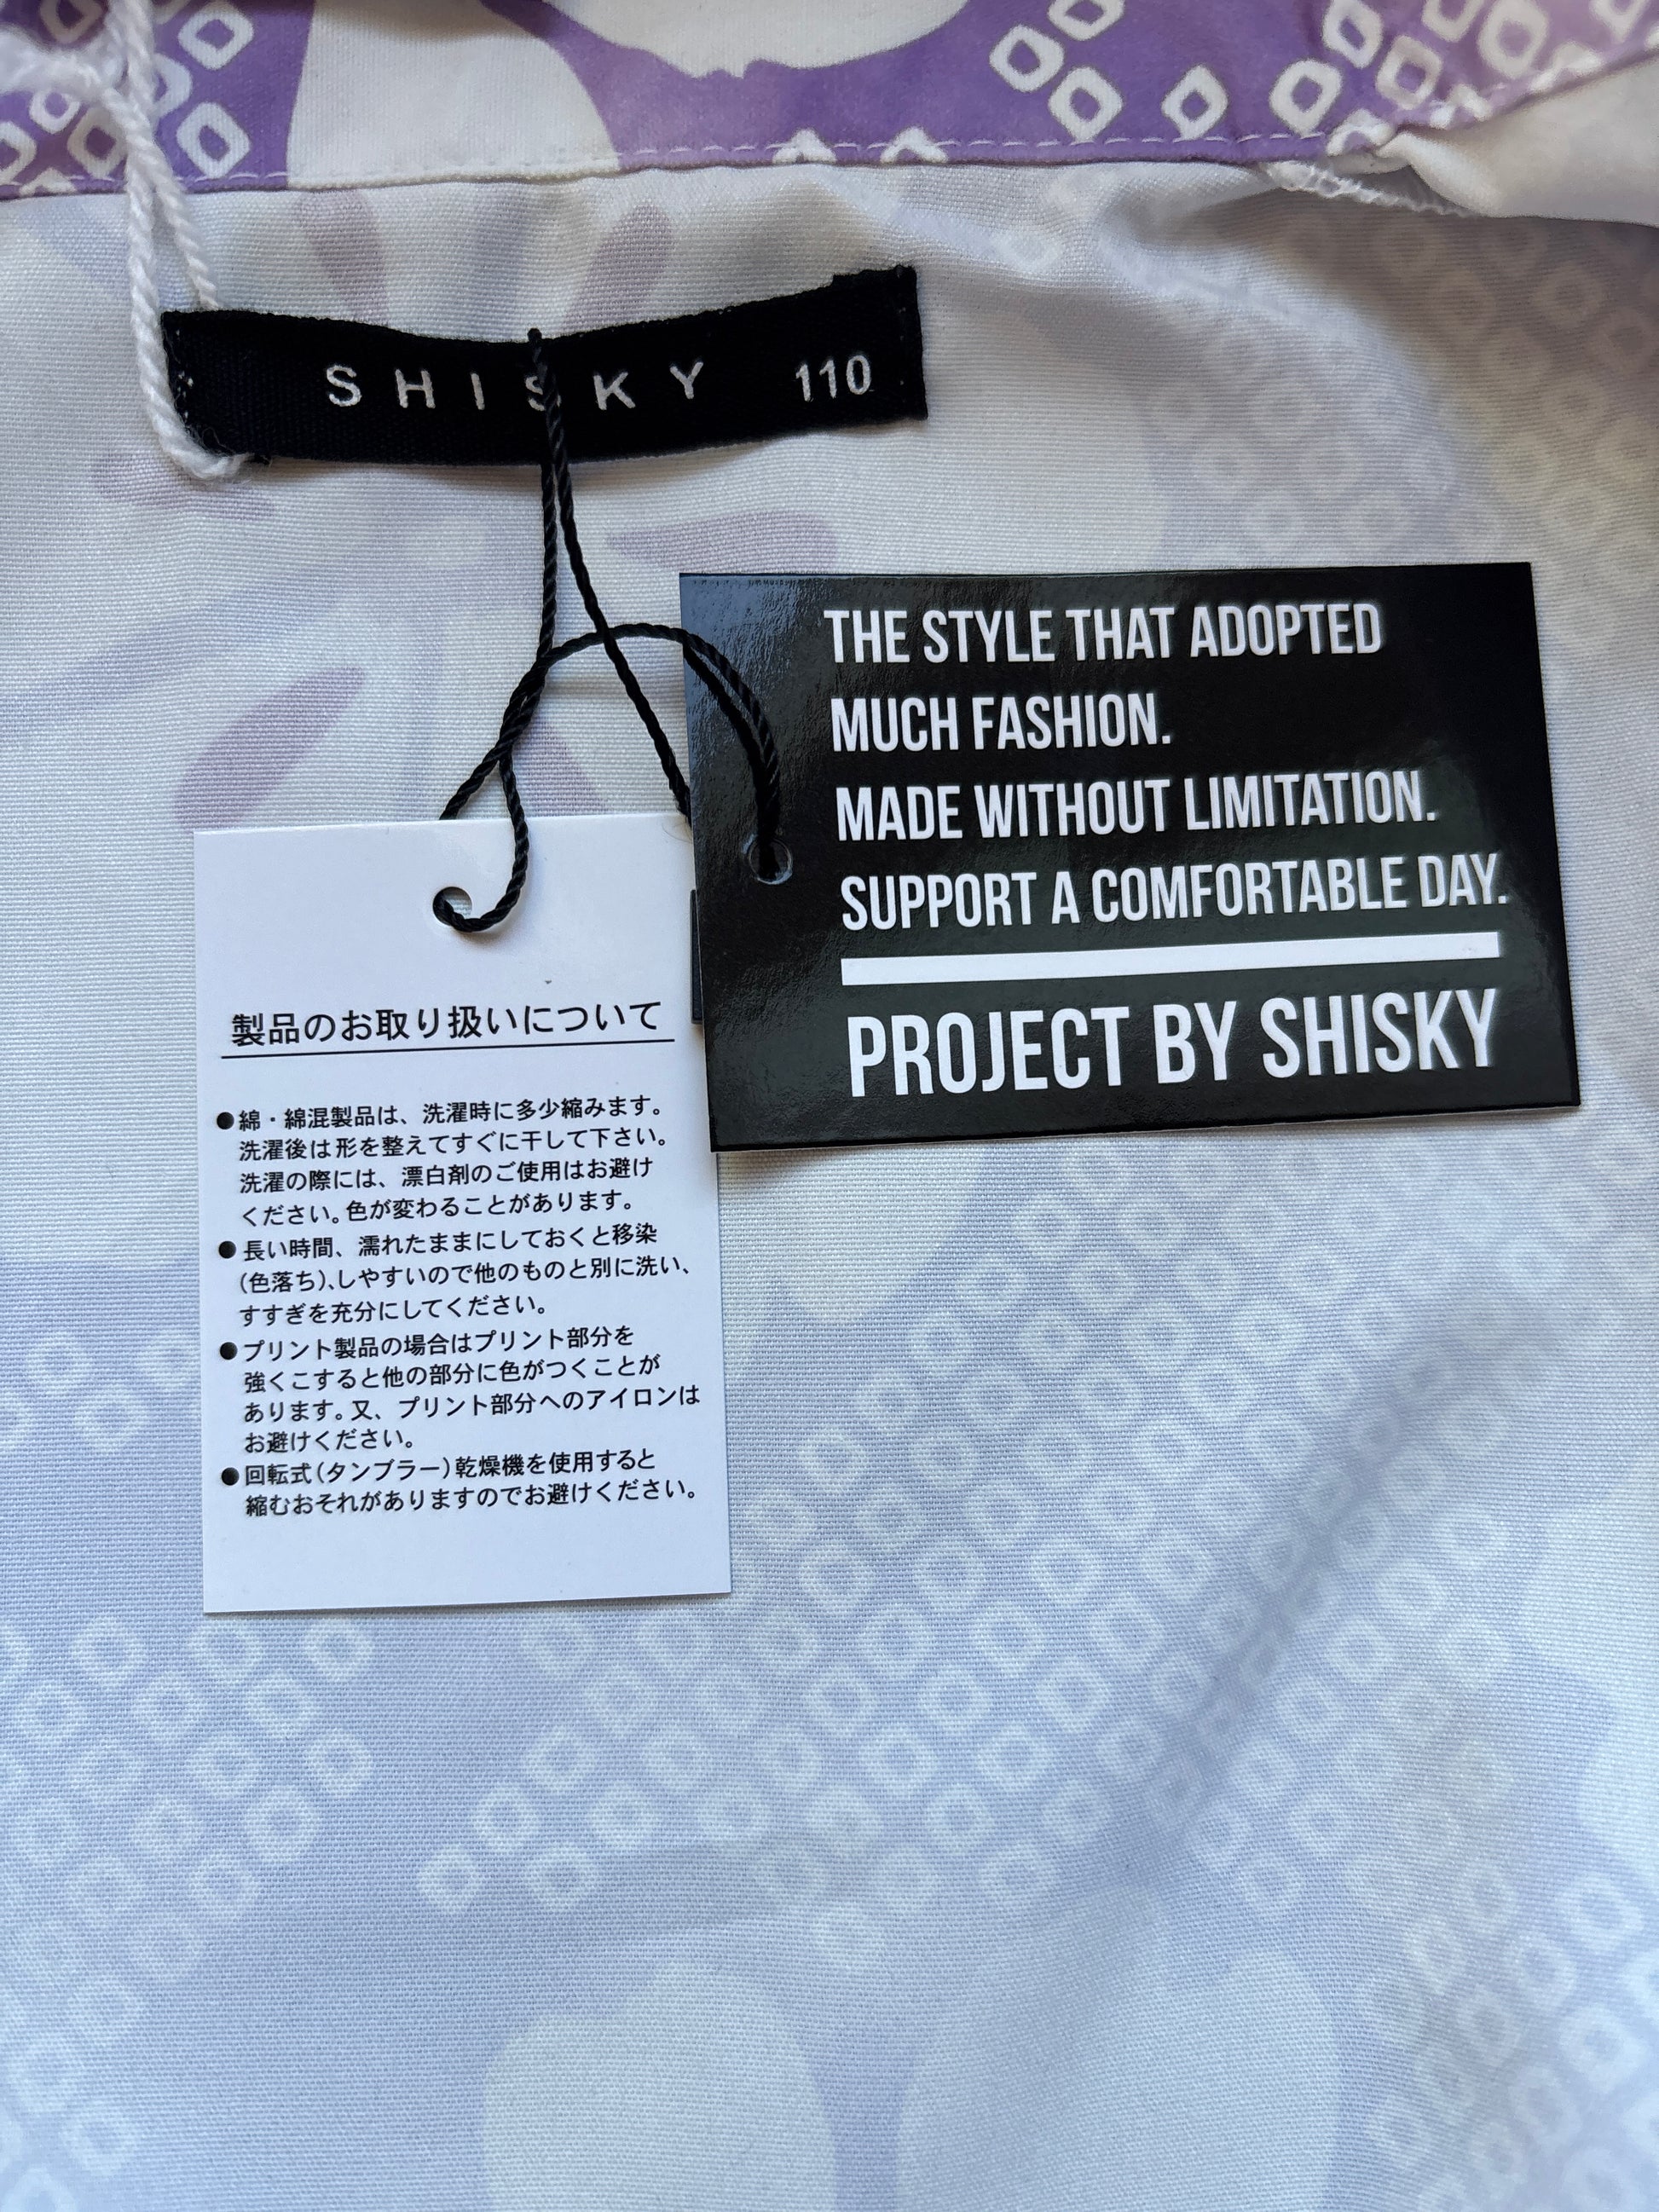 SHISKY 110
THE STYLE THAT ADOPTED
MUCH FASHION.
MADE WITHOUT LIMITATION.
SUPPORT A COMFORTABLE DAY.
PROJECT BY SHISKY
製品のお取り扱いについて
●綿・綿混製品は、洗濯時に多少縮みます。
洗濯後は形を整えてすぐに干して下さい。
洗濯の際には、漂白剤のご使用はお避け
ください。色が変わることがあります。
●長い時間、濡れたままにしておくと移染
(色落ち)、しやすいので他のものと別に洗い、
すすぎを充分にしてください。
●プリント製品の場合はプリント部分を
強くこすると他の部分に色がつくことが
あります。又、プリント部分へのアイロンは
お避けください。
●回転式(タンブラー)乾燥機を使用すると
縮むおそれがありますのでお避けください。